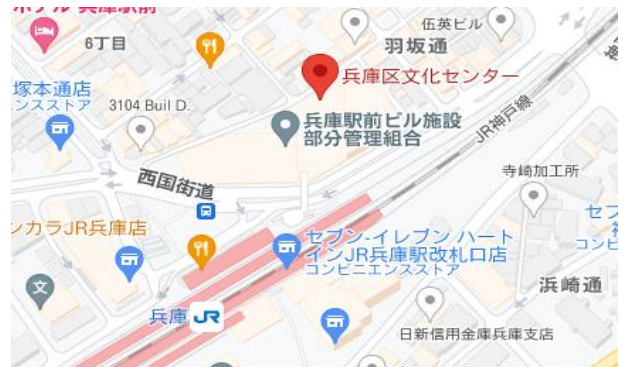 ホテル 兵庫駅前
伍英ビル
6丁目
羽坂通
兵庫区文化センター
塚本通店
エンスストア
3104 Buil D.
兵庫駅前ビル施設
部分管理組合
JR神戸線
西国街道
寺崎加工所
ンカラJR兵庫店
セブン-イレブン ハート
インJR兵庫駅改札口店
コンビニエンスストア
セブ
コンビニ
浜崎通
文
兵庫 JR
日新信用金庫兵庫支店